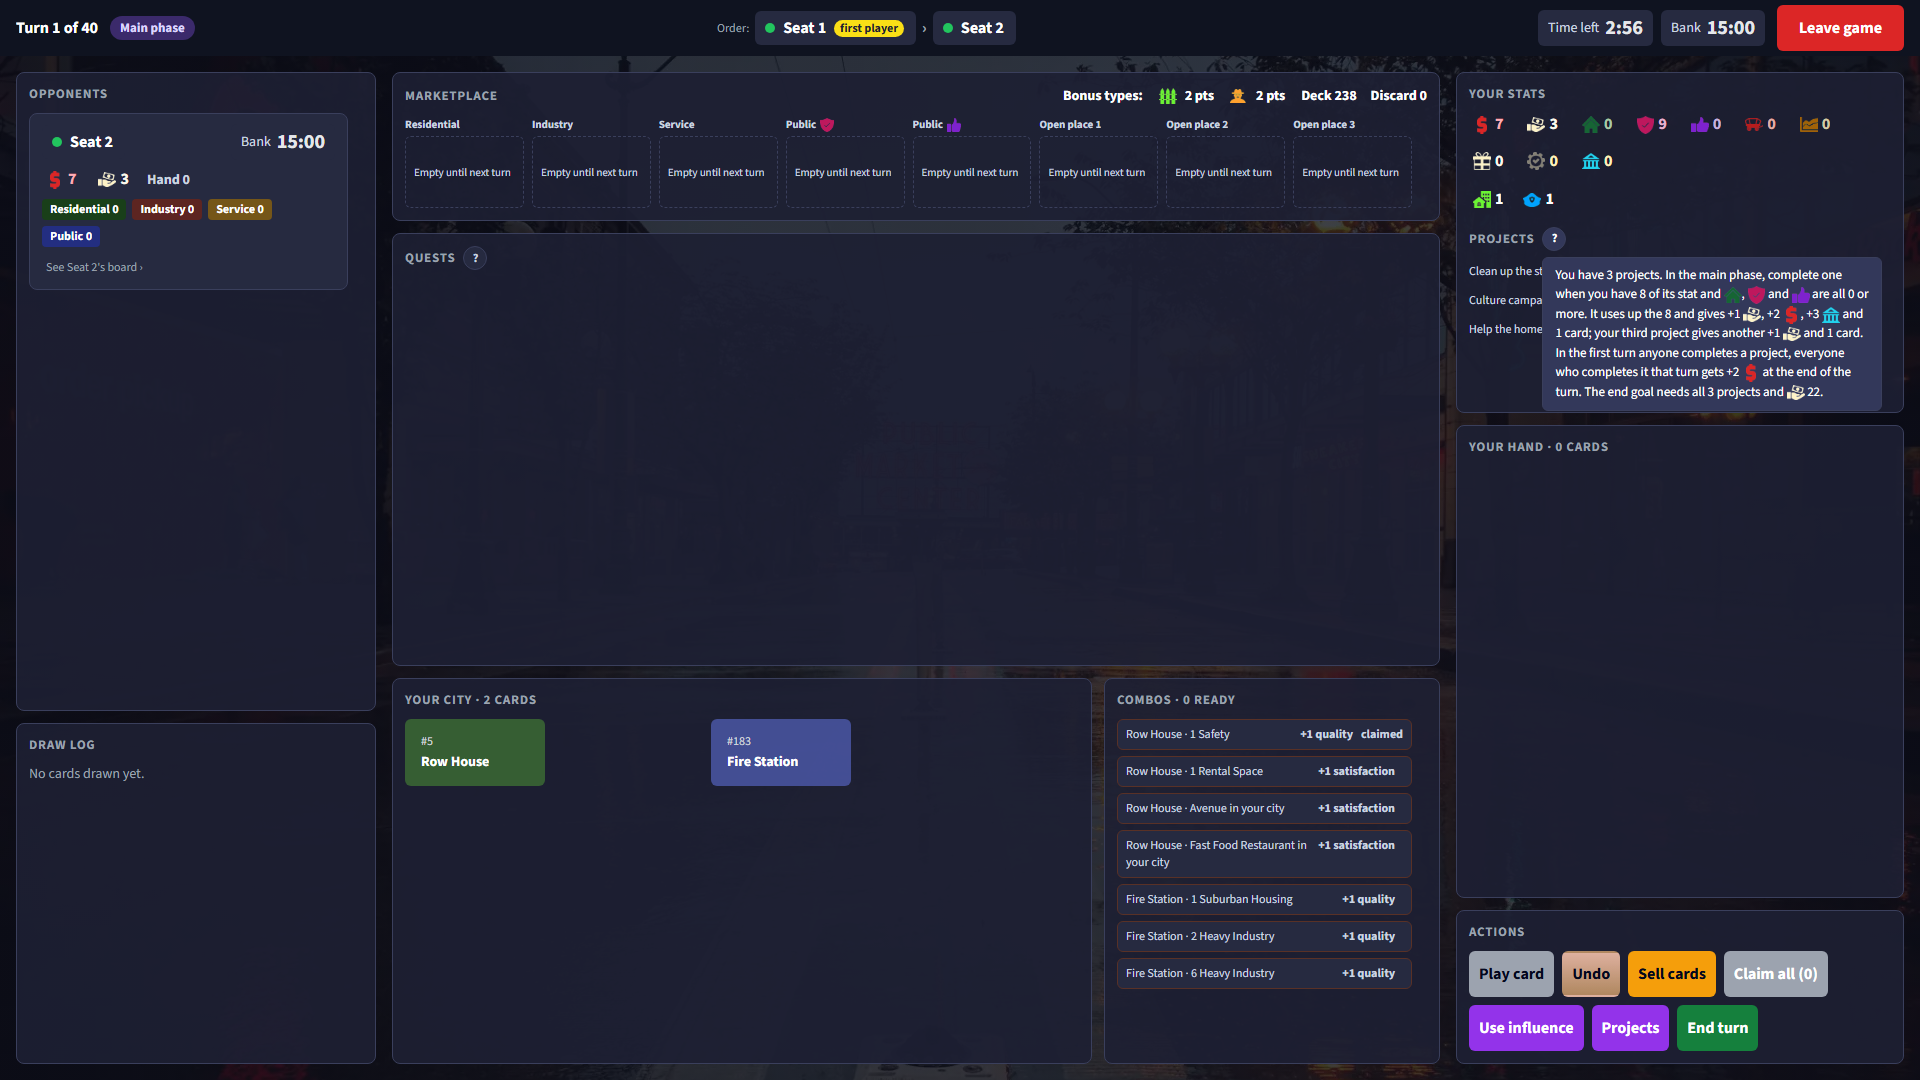 Turn 1 of 40
Main phase
Order:
Seat 1
first player
›
Seat 2
Time left 2:56
Bank 15:00
Leave game
OPPONENTS
Seat 2
Bank 15:00
7
3
Hand 0
Residential 0
Industry 0
Service 0
Public 0
See Seat 2's board ›
DRAW LOG
No cards drawn yet.
MARKETPLACE
Bonus types:
2 pts
2 pts
Deck 238
Discard 0
Residential
Industry
Service
Public
Public
Open place 1
Open place 2
Open place 3
Empty until next turn
Empty until next turn
Empty until next turn
Empty until next turn
Empty until next turn
Empty until next turn
Empty until next turn
Empty until next turn
QUESTS
?
YOUR CITY · 2 CARDS
#5
Row House
#183
Fire Station
COMBOS · 0 READY
Row House · 1 Safety +1 quality claimed
Row House · 1 Rental Space +1 satisfaction
Row House · Avenue in your city +1 satisfaction
Row House · Fast Food Restaurant in +1 satisfaction
your city
Fire Station · 1 Suburban Housing +1 quality
Fire Station · 2 Heavy Industry +1 quality
Fire Station · 6 Heavy Industry +1 quality
YOUR STATS
$ 7 3 0 9 0 0 0
0 0 0
1 1
PROJECTS
?
Clean up the st
Culture campa
Help the home
You have 3 projects. In the main phase, complete one
when you have 8 of its stat and , and are all 0 or
more. It uses up the 8 and gives +1 , +2 $ , +3 and
1 card; your third project gives another +1 and 1 card.
In the first turn anyone completes a project, everyone
who completes it that turn gets +2 $ at the end of the
turn. The end goal needs all 3 projects and 22.
YOUR HAND · 0 CARDS
ACTIONS
Play card
Undo
Sell cards
Claim all (0)
Use influence
Projects
End turn